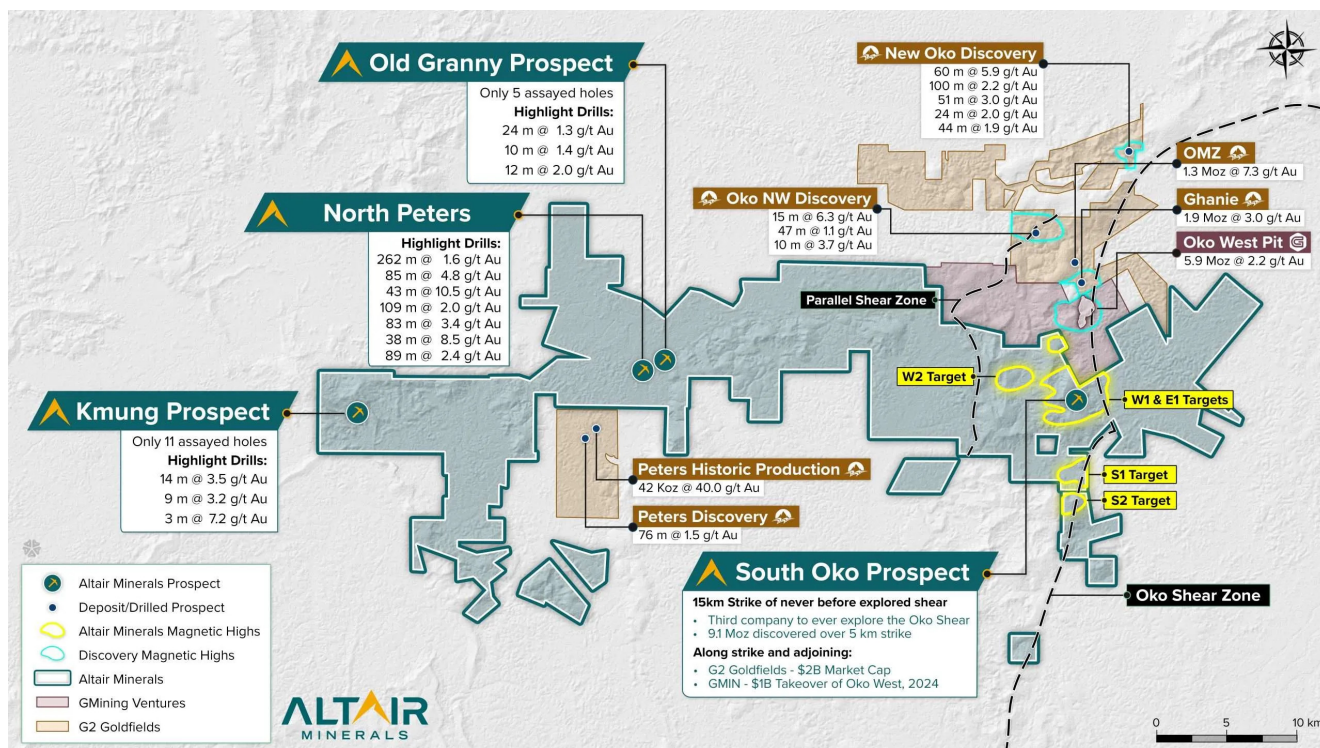 Old Granny Prospect
Only 5 assayed holes
Highlight Drills:
24 m @ 1.3 g/t Au
10 m @ 1.4 g/t Au
12 m @ 2.0 g/t Au
New Oko Discovery
60 m @ 5.9 g/t Au
100 m @ 2.2 g/t Au
51 m @ 3.0 g/t Au
24 m @ 2.0 g/t Au
44 m @ 1.9 g/t Au
OMZ
1.3 Moz @ 7.3 g/t Au
Ghanie
1.9 Moz @ 3.0 g/t Au
Oko West Pit
5.9 Moz @ 2.2 g/t Au
Oko NW Discovery
15 m @ 6.3 g/t Au
47 m @ 1.1 g/t Au
10 m @ 3.7 g/t Au
North Peters
Highlight Drills:
262 m @ 1.6 g/t Au
85 m @ 4.8 g/t Au
43 m @ 10.5 g/t Au
109 m @ 2.0 g/t Au
83 m @ 3.4 g/t Au
38 m @ 8.5 g/t Au
89 m @ 2.4 g/t Au
Parallel Shear Zone
W2 Target
W1 & E1 Targets
S1 Target
S2 Target
Kmung Prospect
Only 11 assayed holes
Highlight Drills:
14 m @ 3.5 g/t Au
9 m @ 3.2 g/t Au
3 m @ 7.2 g/t Au
Peters Historic Production
42 Koz @ 40.0 g/t Au
Peters Discovery
76 m @ 1.5 g/t Au
South Oko Prospect
15km Strike of never before explored shear
• Third company to ever explore the Oko Shear
• 9.1 Moz discovered over 5 km strike
Along strike and adjoining:
• G2 Goldfields - $2B Market Cap
• GMIN - $1B Takeover of Oko West, 2024
Oko Shear Zone
Altair Minerals Prospect
Deposit/Drilled Prospect
Altair Minerals Magnetic Highs
Discovery Magnetic Highs
Altair Minerals
GMining Ventures
G2 Goldfields
ALTAIR
MINERALS
0 5 10 km